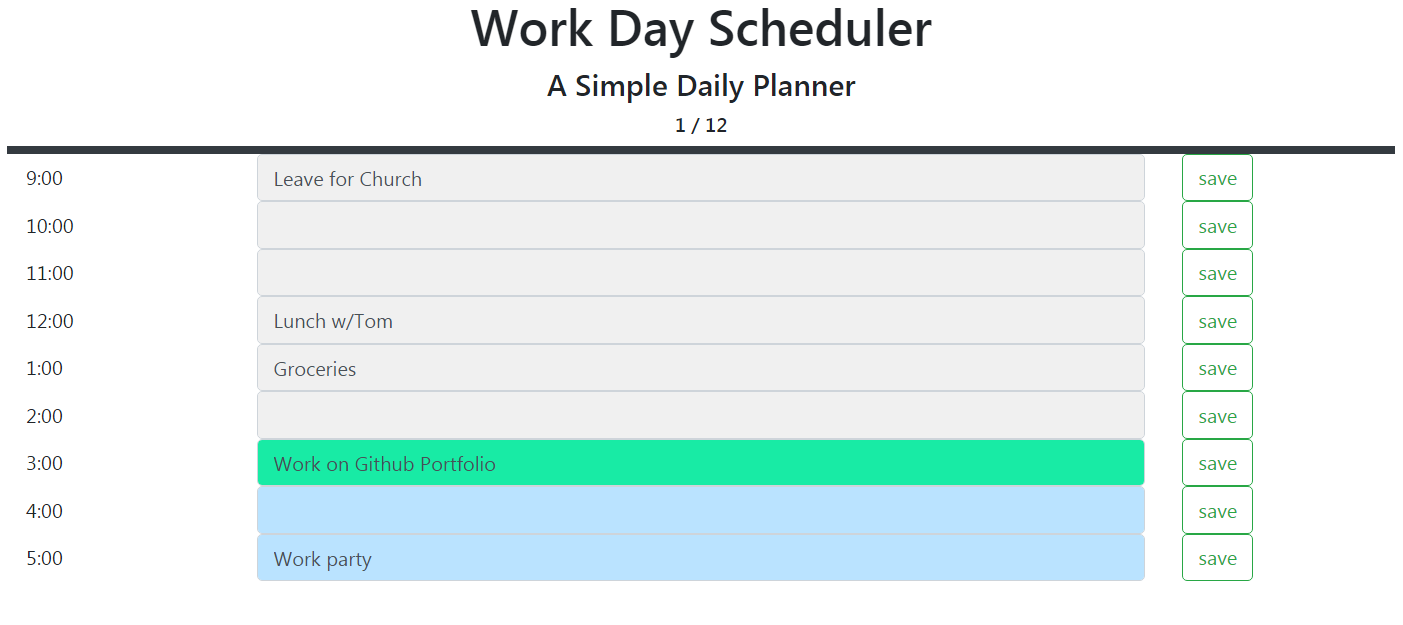 Work Day Scheduler
A Simple Daily Planner
1 / 12
9:00 Leave for Church save
10:00 save
11:00 save
12:00 Lunch w/Tom save
1:00 Groceries save
2:00 save
3:00 Work on Github Portfolio save
4:00 save
5:00 Work party save